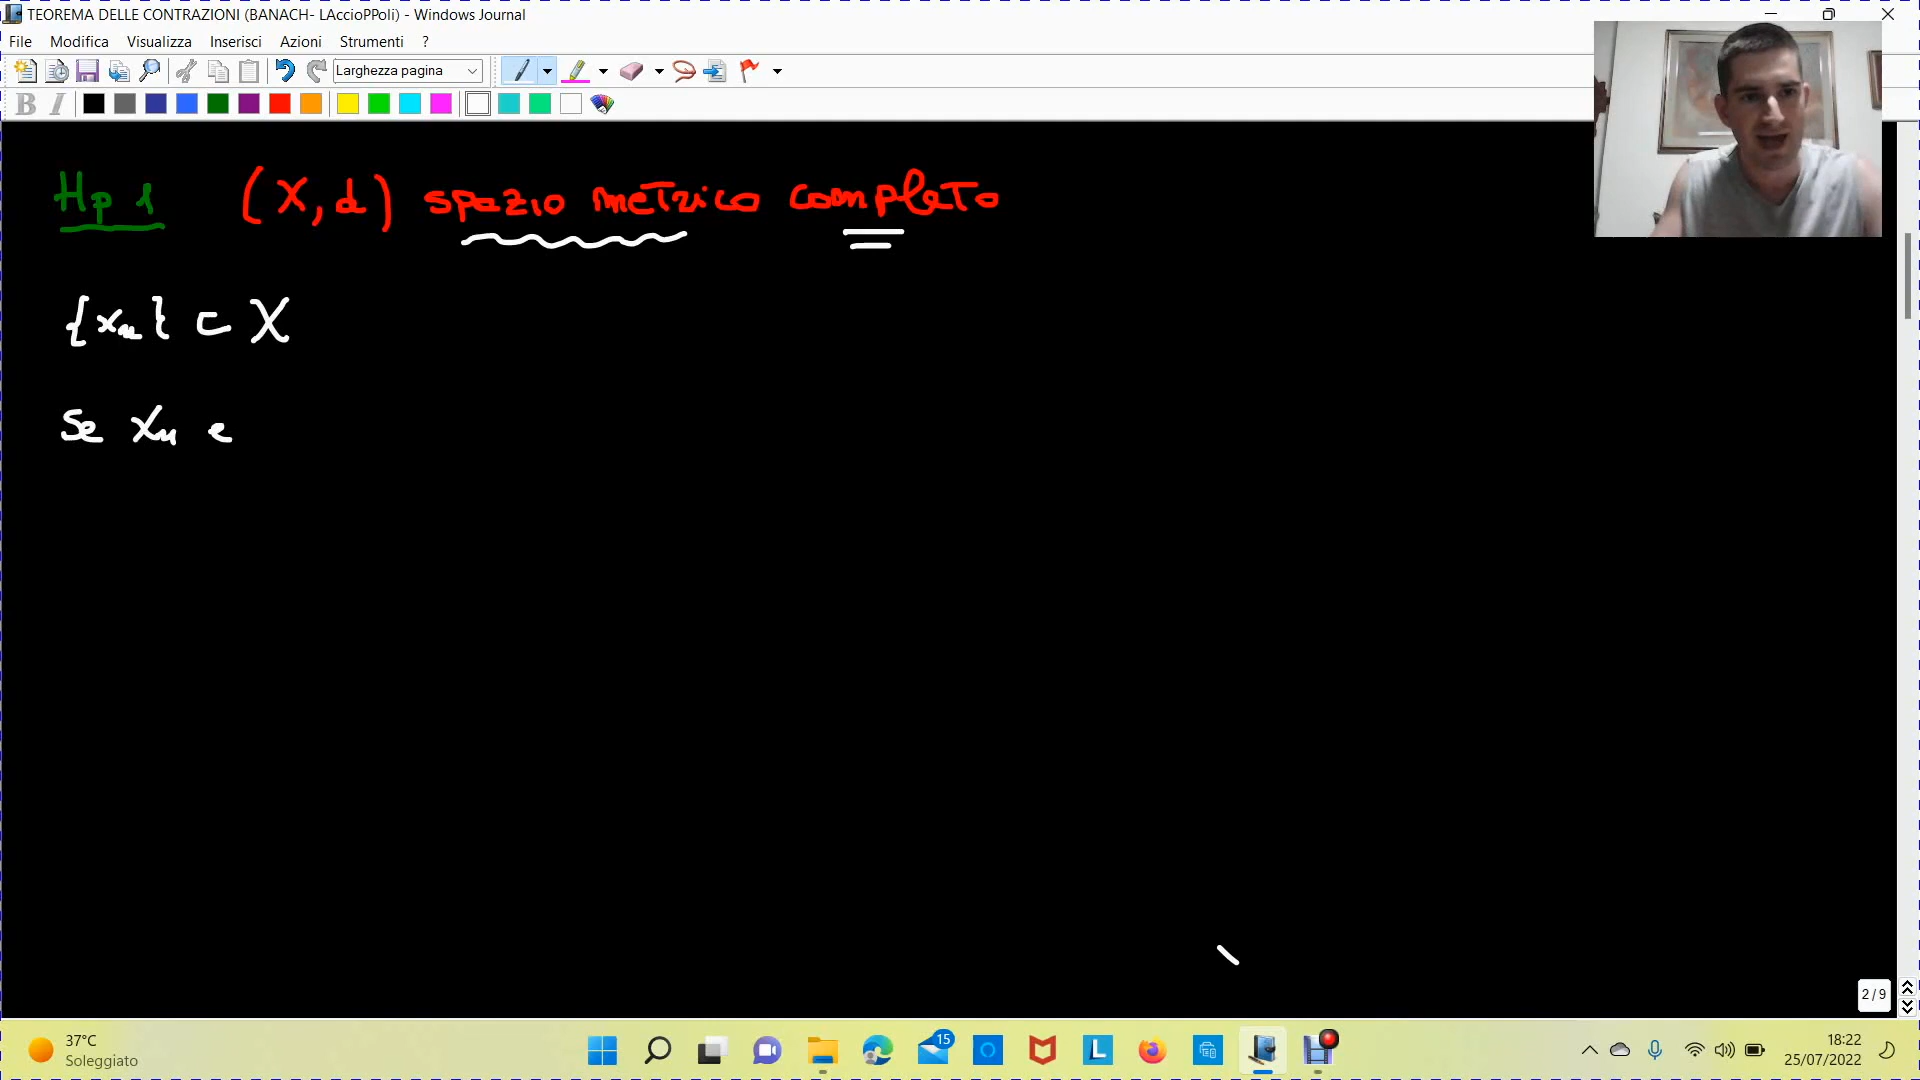 TEOREMA DELLE CONTRAZIONI (BANACH- LAccioPPoli) - Windows Journal
File Modifica Visualizza Inserisci Azioni Strumenti ?
Larghezza pagina
B I
Hp 1 (X, d) spazio metrico completo
{xn} ⊂ X
se xn e
2 / 9
37°C
Soleggiato
15
L
18:22
25/07/2022